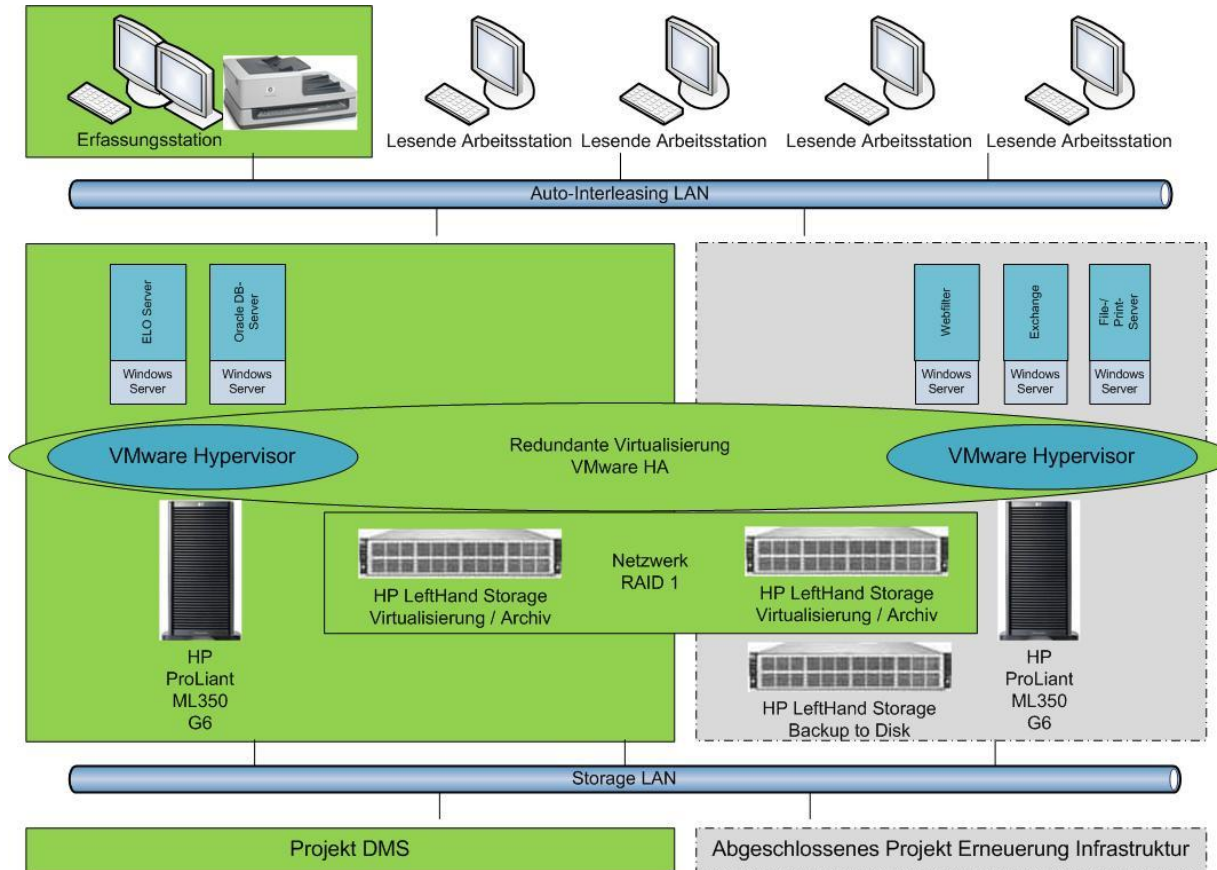 Erfassungsstation
Lesende Arbeitsstation
Lesende Arbeitsstation
Lesende Arbeitsstation
Lesende Arbeitsstation
Auto-Interleasing LAN
ELO Server
Windows
Server
Oracle DB-
Server
Windows
Server
Webfilter
Windows
Server
Exchange
Windows
Server
File-/
Print-
Server
Windows
Server
VMware Hypervisor
Redundante Virtualisierung
VMware HA
VMware Hypervisor
HP LeftHand Storage
Virtualisierung / Archiv
Netzwerk
RAID 1
HP LeftHand Storage
Virtualisierung / Archiv
HP
ProLiant
ML350
G6
HP LeftHand Storage
Backup to Disk
HP
ProLiant
ML350
G6
Storage LAN
Projekt DMS
Abgeschlossenes Projekt Erneuerung Infrastruktur